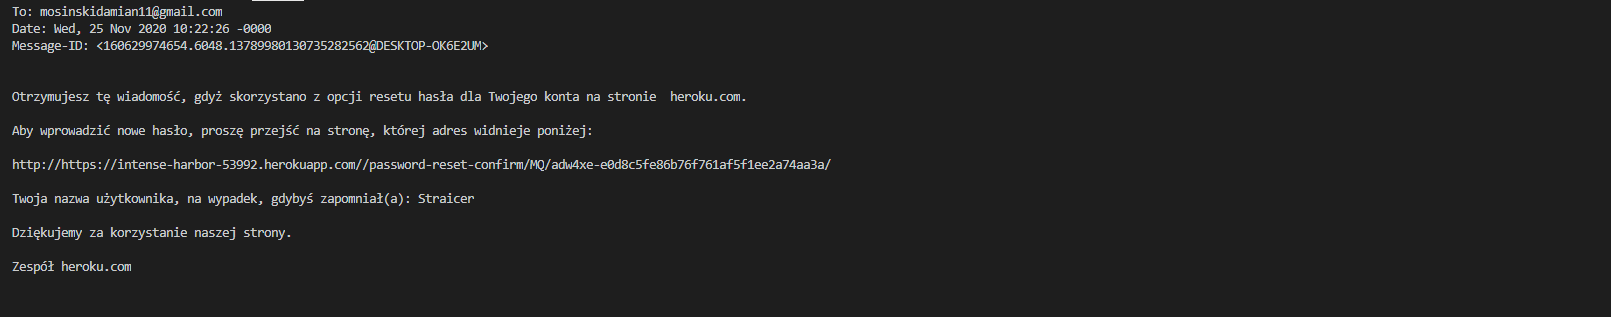 To: mosinskidamian11@gmail.com
Date: Wed, 25 Nov 2020 10:22:26 -0000
Message-ID: <160629974654.6048.13789980130735282562@DESKTOP-OK6E2UM>
Otrzymujesz tę wiadomość, gdyż skorzystano z opcji resetu hasła dla Twojego konta na stronie  heroku.com.
Aby wprowadzić nowe hasło, proszę przejść na stronę, której adres widnieje poniżej:
http://https://intense-harbor-53992.herokuapp.com//password-reset-confirm/MQ/adw4xe-e0d8c5fe86b76f761af5f1ee2a74aa3a/
Twoja nazwa użytkownika, na wypadek, gdybyś zapomniał(a): Straicer
Dziękujemy za korzystanie naszej strony.
Zespół heroku.com